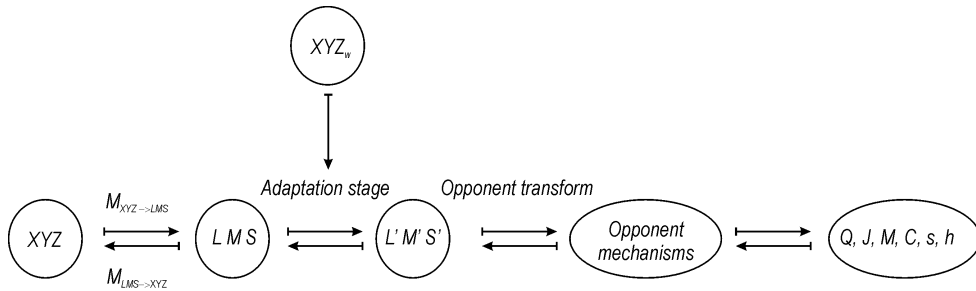 XYZw
Adaptation stage
Opponent transform
MXYZ->LMS
XYZ
L M S
L' M' S'
Opponent
mechanisms
Q, J, M, C, s, h
MLMS->XYZ